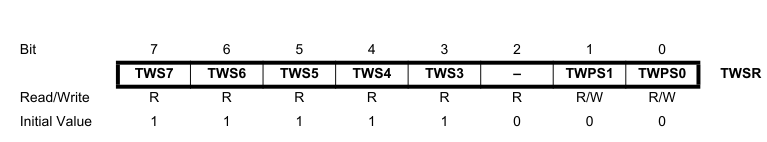 Bit 7 6 5 4 3 2 1 0
TWS7 TWS6 TWS5 TWS4 TWS3 – TWPS1 TWPS0 TWSR
Read/Write R R R R R R R/W R/W
Initial Value 1 1 1 1 1 0 0 0